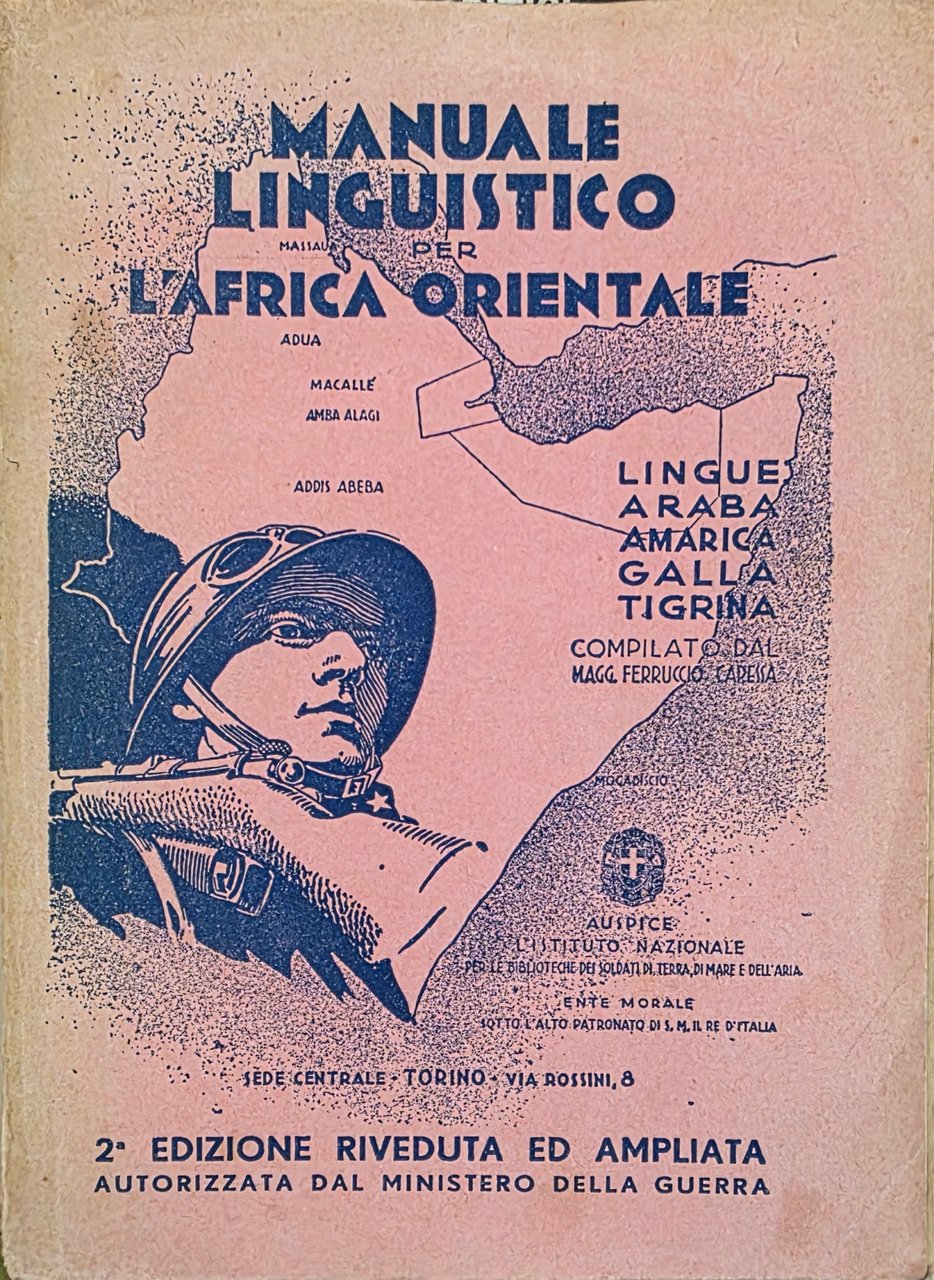 MANUALE
LINGUISTICO
MASSAU
PER
L'AFRICA ORIENTALE
ADUA
MACALLÉ
AMBA ALAGI
ADDIS ABEBA
LINGUE
ARABA
AMARICA
GALLA
TIGRINA
COMPILATO DAL
MAGG. FERRUCCIO CARESSA
MOGADISCIO
AUSPICE
L'ISTITUTO NAZIONALE
PER LE BIBLIOTECHE DEI SOLDATI DI TERRA, DI MARE E DELL'ARIA
ENTE MORALE
SOTTO L'ALTO PATRONATO DI S. M. IL RE D'ITALIA
SEDE CENTRALE - TORINO - VIA ROSSINI, 8
2ª EDIZIONE RIVEDUTA ED AMPLIATA
AUTORIZZATA DAL MINISTERO DELLA GUERRA